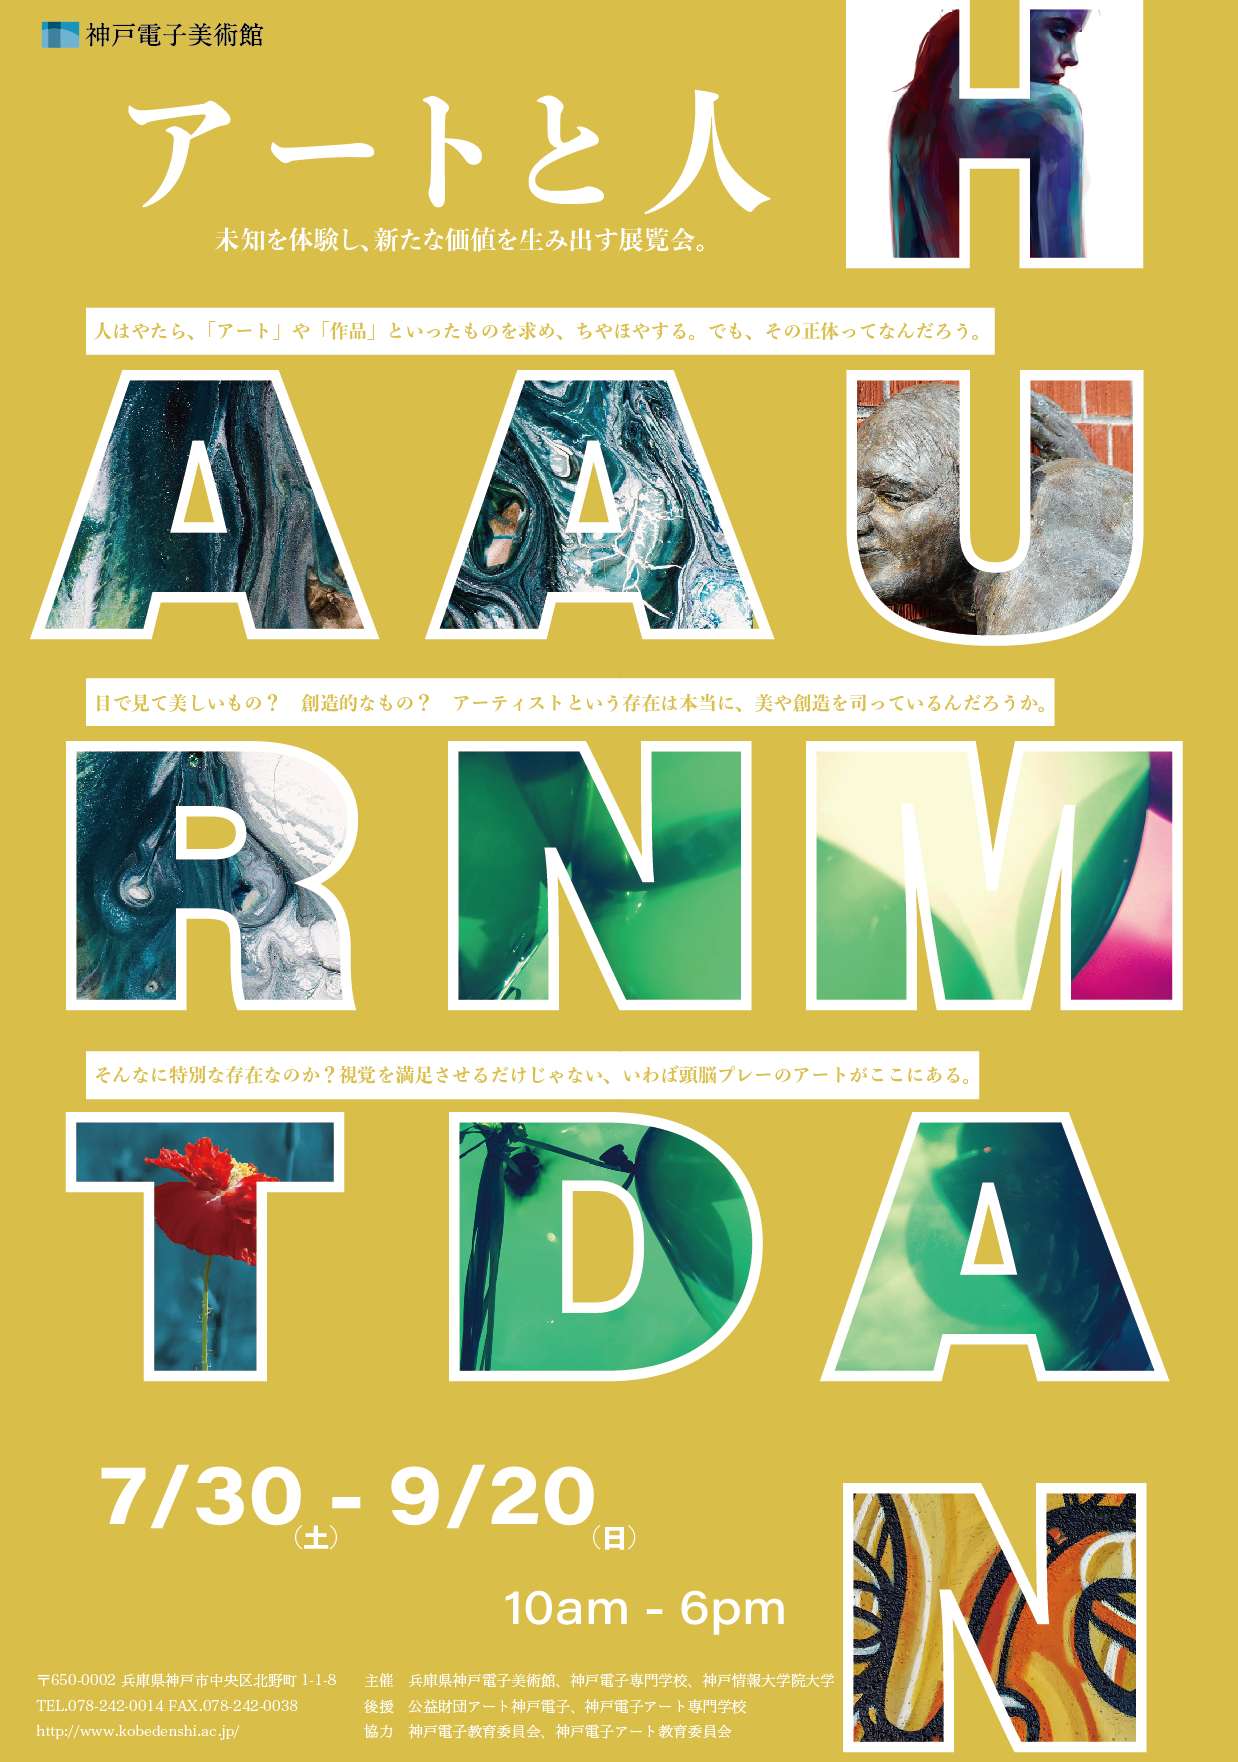 神戸電子美術館
アートと人
未知を体験し、新たな価値を生み出す展覧会。
H
人はやたら、「アート」や「作品」といったものを求め、ちやほやする。でも、その正体ってなんだろう。
A A U
目で見て美しいもの？　創造的なもの？　アーティストという存在は本当に、美や創造を司っているんだろうか。
R N M
そんなに特別な存在なのか？視覚を満足させるだけじゃない、いわば頭脳プレーのアートがここにある。
T D A
7/30(土) - 9/20(日)
10am - 6pm
N
〒650-0002 兵庫県神戸市中央区北野町 1-1-8
TEL.078-242-0014 FAX.078-242-0038
http://www.kobedenshi.ac.jp/
主催　兵庫県神戸電子美術館、神戸電子専門学校、神戸情報大学院大学
後援　公益財団アート神戸電子、神戸電子アート専門学校
協力　神戸電子教育委員会、神戸電子アート教育委員会